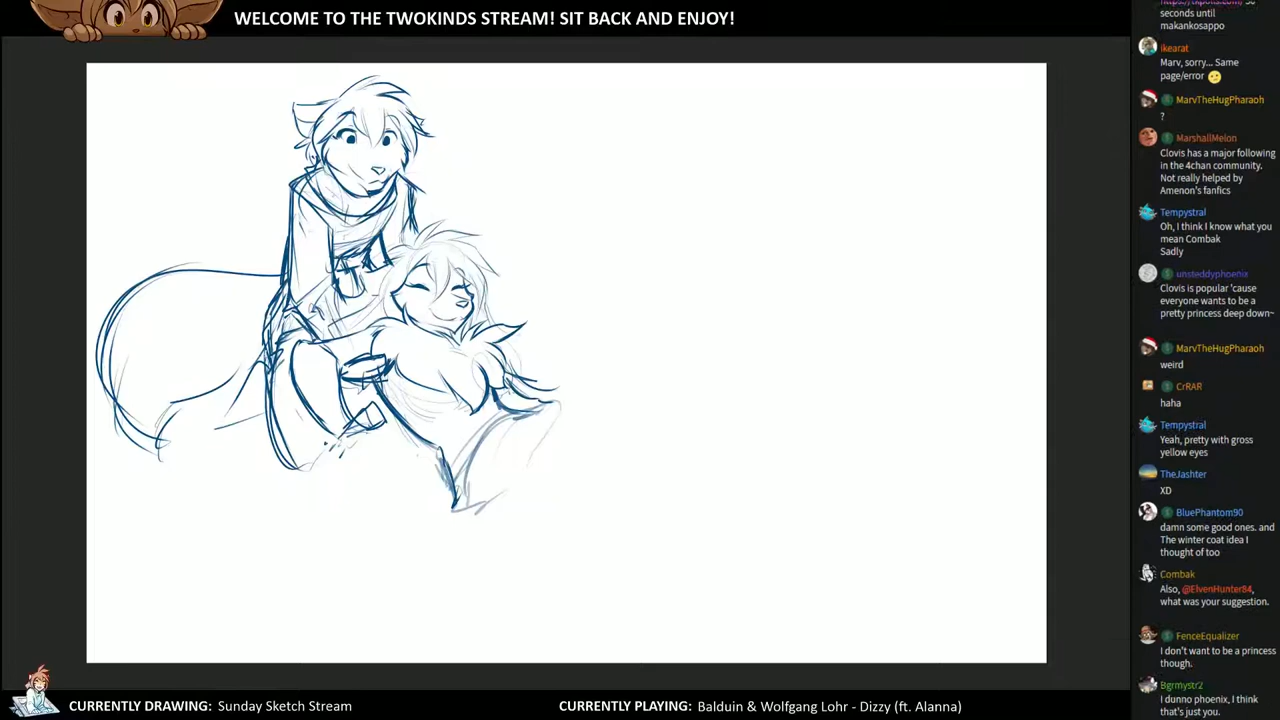 WELCOME TO THE TWOKINDS STREAM! SIT BACK AND ENJOY!
seconds until
makankosappo
Ikearat
Marv, sorry... Same
page/error
MarvTheHugPharaoh
?
MarshallMelon
Clovis has a major following
in the 4chan community.
Not really helped by
Amenon's fanfics
Tempystral
Oh, I think I know what you
mean Combak
Sadly
unsteddyphoenix
Clovis is popular 'cause
everyone wants to be a
pretty princess deep down~
MarvTheHugPharaoh
weird
CrRAR
haha
Tempystral
Yeah, pretty with gross
yellow eyes
TheJashter
XD
BluePhantom90
damn some good ones. and
The winter coat idea I
thought of too
Combak
Also, @ElvenHunter84,
what was your suggestion.
FenceEqualizer
I don't want to be a princess
though.
Bgrmystr2
I dunno phoenix, I think
that's just you.
CURRENTLY DRAWING: Sunday Sketch Stream
CURRENTLY PLAYING: Balduin & Wolfgang Lohr - Dizzy (ft. Alanna)